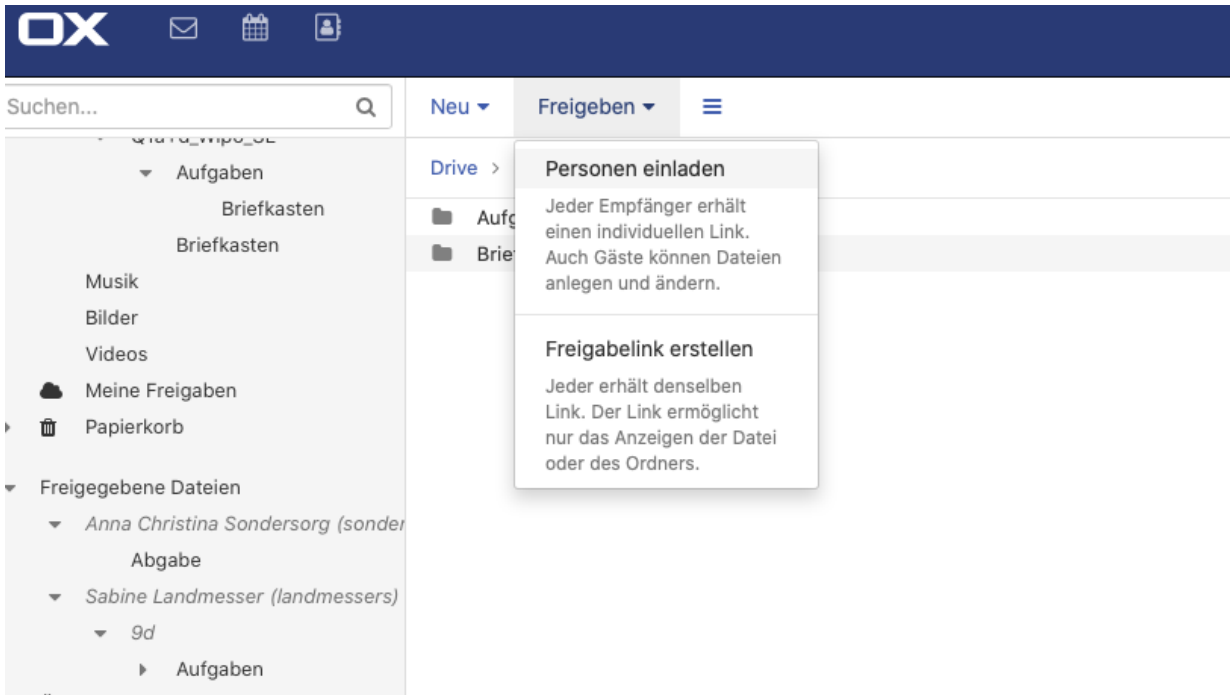 OX
Suchen...
Neu
Freigeben
Aufgaben
Briefkasten
Briefkasten
Musik
Bilder
Videos
Meine Freigaben
Papierkorb
Freigegebene Dateien
Anna Christina Sondersorg (sonder
Abgabe
Sabine Landmesser (landmessers)
9d
Aufgaben
Drive >
Aufg
Brie
Personen einladen
Jeder Empfänger erhält
einen individuellen Link.
Auch Gäste können Dateien
anlegen und ändern.
Freigabelink erstellen
Jeder erhält denselben
Link. Der Link ermöglicht
nur das Anzeigen der Datei
oder des Ordners.